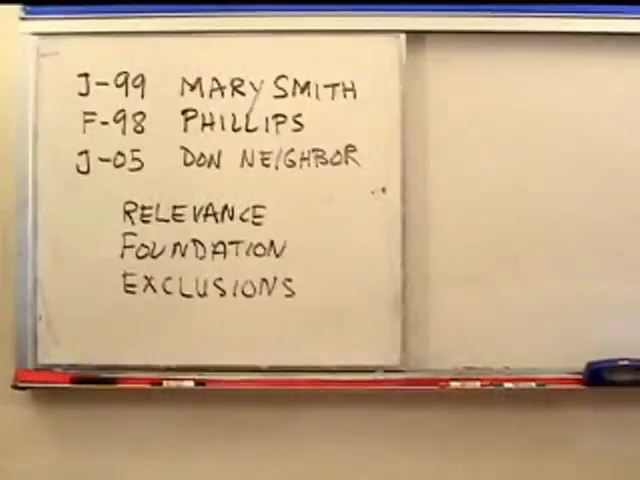 J-99 MARY SMITH
F-98 PHILLIPS
J-05 DON NEIGHBOR
RELEVANCE
FOUNDATION
EXCLUSIONS